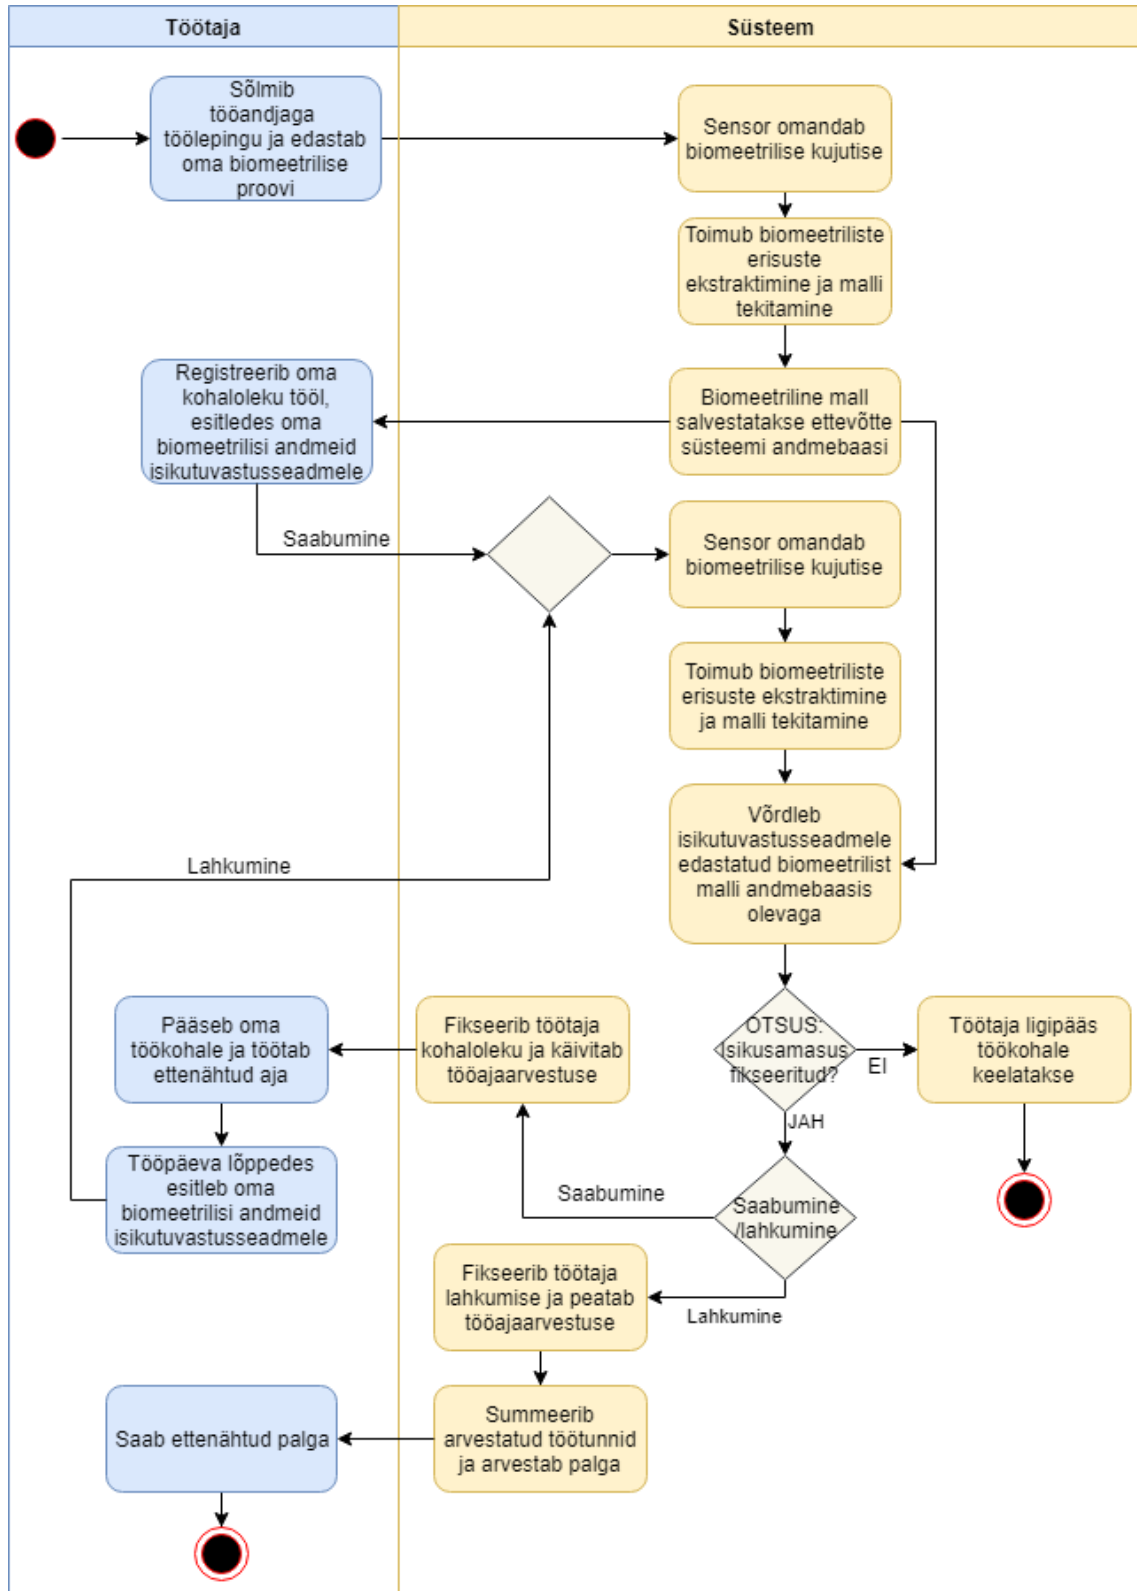 Töötaja
Süsteem
Sõlmib
tööandjaga
töölepingu ja edastab
oma biomeetrilise
proovi
Sensor omandab
biomeetrilise kujutise
Toimub biomeetriliste
erisuste
ekstraktimine ja malli
tekitamine
Registreerib oma
kohaloleku tööl,
esitledes oma
biomeetrilisi andmeid
isikutuvastusseadmele
Biomeetriline mall
salvestatakse ettevõtte
süsteemi andmebaasi
Saabumine
Sensor omandab
biomeetrilise kujutise
Toimub biomeetriliste
erisuste ekstraktimine
ja malli tekitamine
Võrdleb
isikutuvastusseadmele
edastatud biomeetrilist
malli andmebaasis
olevaga
Lahkumine
Pääseb oma
töökohale ja töötab
ettenähtud aja
Fikseerib töötaja
kohaloleku ja käivitab
tööajaarvestuse
OTSUS:
Isikusamasus
fikseeritud?
EI
Töötaja ligipääs
töökohale
keelatakse
JAH
Tööpäeva lõppedes
esitleb oma
biomeetrilisi andmeid
isikutuvastusseadmele
Saabumine
Saabumine
/lahkumine
Fikseerib töötaja
lahkumise ja peatab
tööajaarvestuse
Lahkumine
Saab ettenähtud palga
Summeerib
arvestatud töötunnid
ja arvestab palga